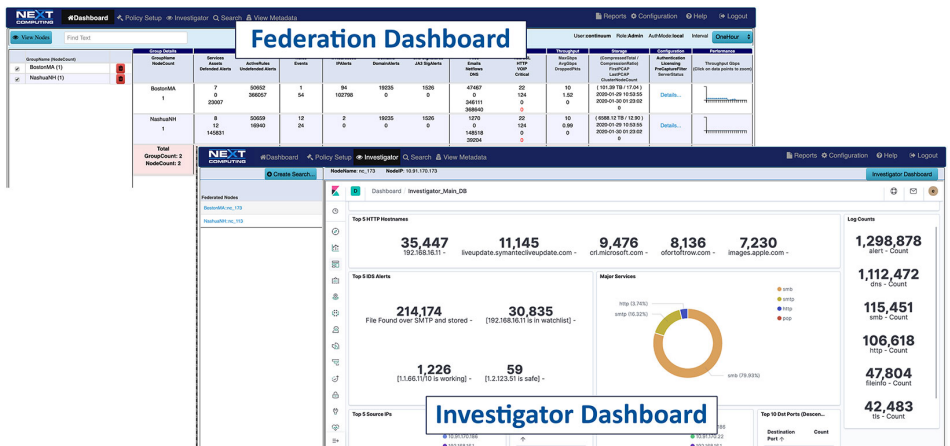 NEXT
COMPUTING
Dashboard
Policy Setup
Investigator
Search
View Metadata
Reports
Configuration
Help
Logout
View Nodes
Find Text
Federation Dashboard
User:continuum Role:Admin AuthMode:local Interval OneHour
GroupName (NodeCount)
BostonMA (1)
NashuaNH (1)
Group Details
GroupName
NodeCount
Services
Assets
Defended Alerts
ActiveRules
Undefended Alerts
Events
IPAlerts
DomainAlerts
JA3 SigAlerts
Emails
Netflows
DNS
HTTP
VOIP
Critical
Throughput
MaxGbps
AvgGbps
DroppedPkts
Storage
(CompressedTotal /
CompressionRatio)
FirstPCAP
LastPCAP
ClusterNodeCount
Configuration
Authentication
Licensing
PreCaptureFilter
ServerStatus
Performance
Throughput Gbps
(Click on data points to zoom)
BostonMA
1
7
0
23007
50652
366057
1
54
94
102798
19235
0
1526
0
47467
0
346111
368640
22
124
0
0
10
1.52
0
( 101.39 TB / 17.04 )
2020-01-29 10:53:55
2020-01-30 01:23:02
0
Details...
NashuaNH
1
8
12
145831
50659
16940
12
24
2
0
19235
0
1526
0
1270
0
148518
39204
22
124
0
0
10
0.99
0
( 6588.12 TB / 12.90 )
2020-01-29 10:53:55
2020-01-30 01:23:02
0
Details...
Total
GroupCount: 2
NodeCount: 2
NEXT
COMPUTING
Dashboard
Policy Setup
Investigator
Search
View Metadata
Reports
Configuration
Help
Logout
Create Search...
NodeName: nc_173 NodeIP: 10.91.170.173
Investigator Dashboard
Federated Nodes
BostonMA:nc_173
NashuaNH:nc_113
D
Dashboard / Investigator_Main_DB
Top 5 HTTP Hostnames
35,447
192.168.16.11 -
11,145
liveupdate.symantecliveupdate.com -
9,476
crl.microsoft.com -
8,136
ofortoftrow.com -
7,230
images.apple.com -
Log Counts
1,298,878
alert - Count
1,112,472
dns - Count
115,451
smb - Count
106,618
http - Count
47,804
fileinfo - Count
42,483
tls - Count
Top 5 IDS Alerts
214,174
File Found over SMTP and stored -
30,835
[192.168.16.11 is in watchlist] -
1,226
[1.1.66.11/10 is working] -
59
[1.2.123.51 is safe] -
Major Services
http (3.74%)
smtp (16.32%)
smb (79.93%)
smb
smtp
http
pop
Top 5 Source IPs
Investigator Dashboard
10.91.170.186
10.91.170.22
Top 10 Dst Ports (Descen...
Destination
Port
Count